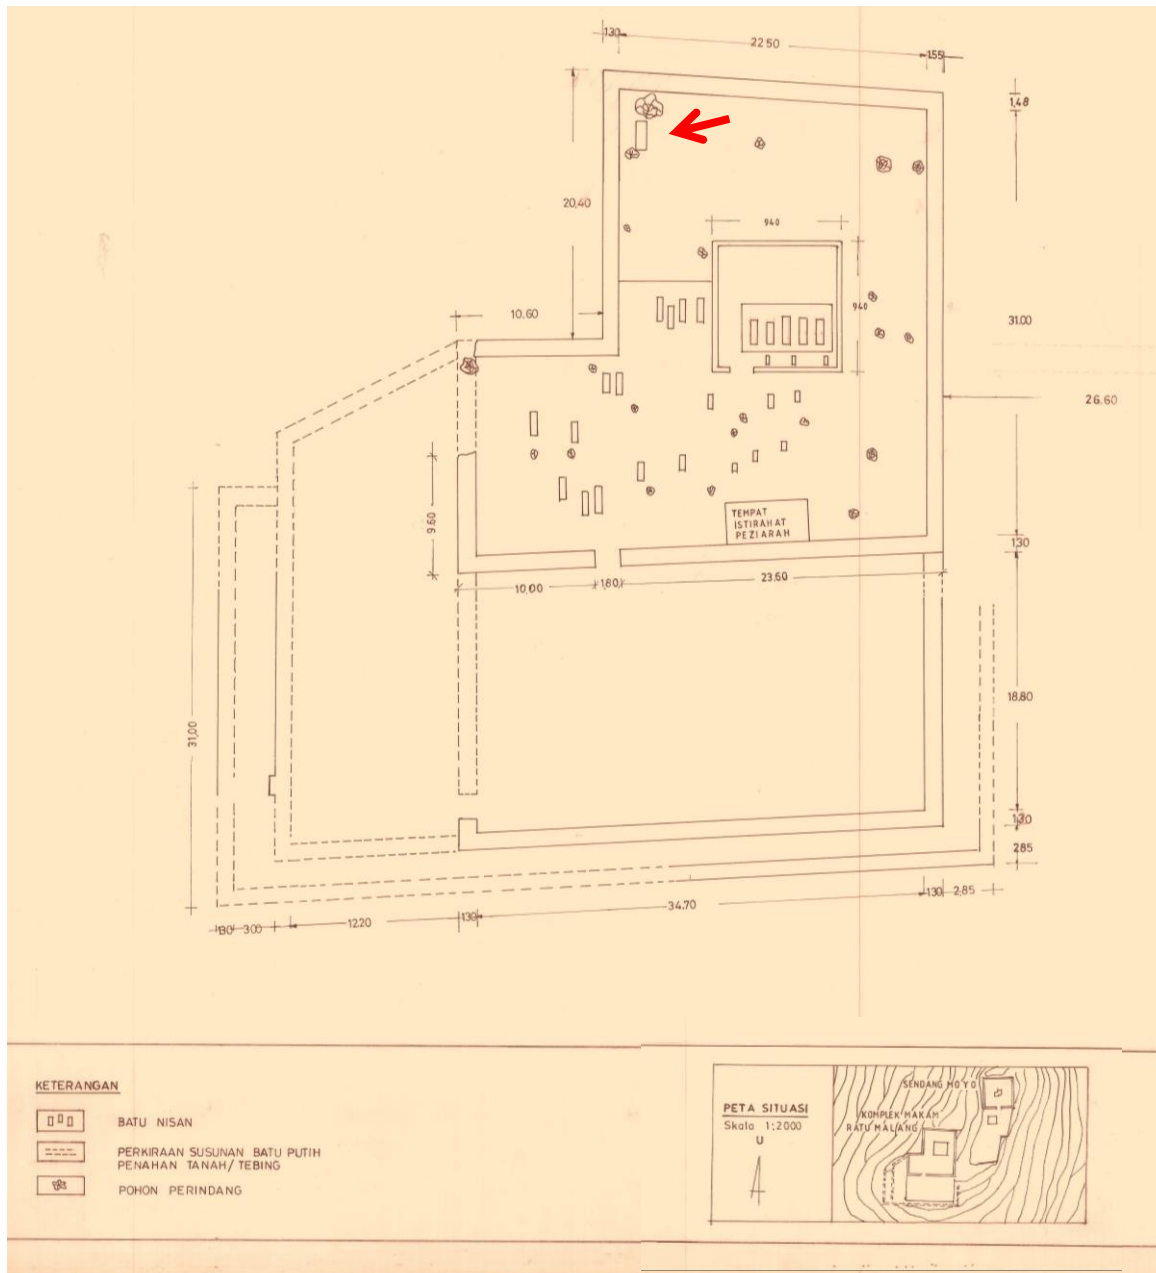 130
22 50
155
1,48
20,40
940
10.60
940
31.00
26.60
9.60
TEMPAT
ISTIRAHAT
PEZIARAH
130
10,00
1,80
23.60
31,00
18.80
1,30
285
34.70
130
2,85
130
300
1220
130
KETERANGAN
BATU NISAN
PERKIRAAN SUSUNAN BATU PUTIH
PENAHAN TANAH/ TEBING
POHON PERINDANG
PETA SITUASI
Skala 1:2000
U
SENDANG MOYO
KOMPLEK MAKAM
RATU MALANG